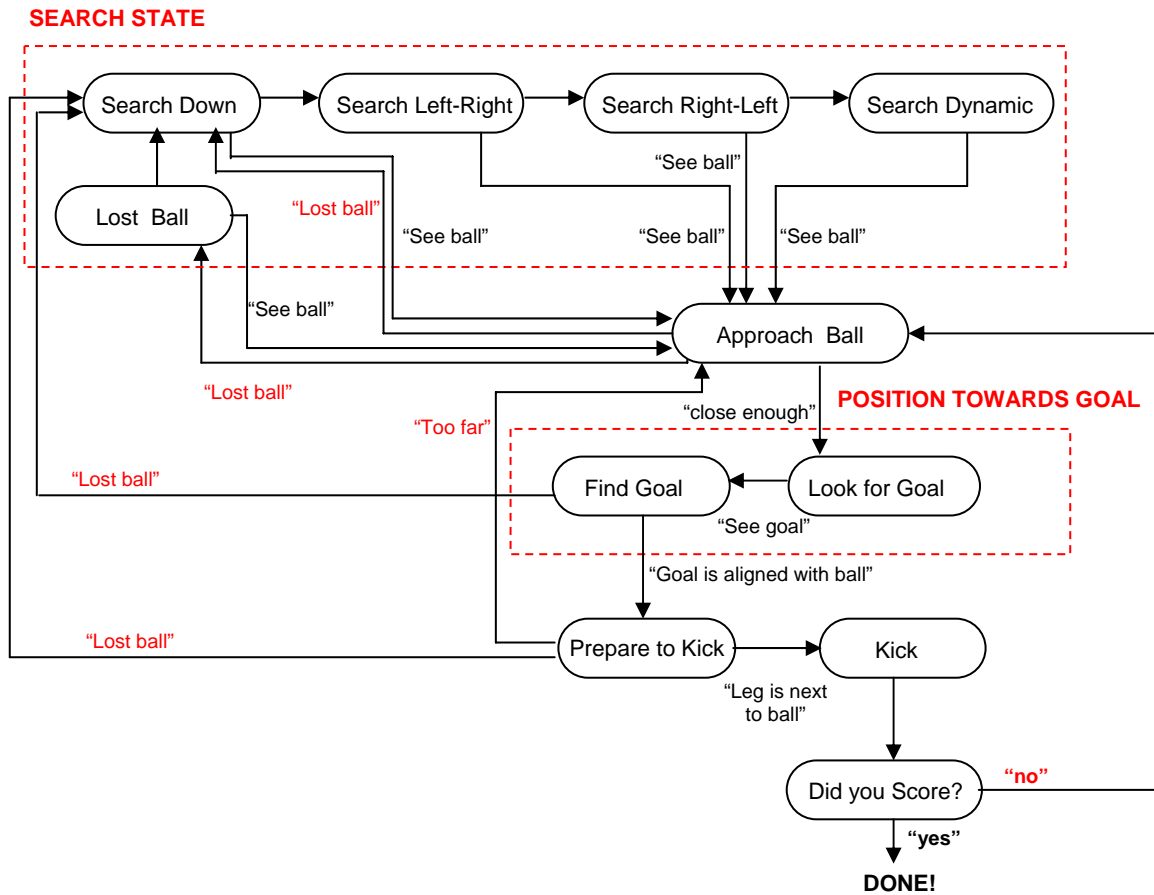 SEARCH STATE
Search Down
Search Left-Right
Search Right-Left
Search Dynamic
“See ball”
Lost  Ball
“Lost ball”
“See ball”
“See ball”
“See ball”
“See ball”
Approach  Ball
“Lost ball”
“Too far”
“close enough”
POSITION TOWARDS GOAL
“Lost ball”
Find Goal
Look for Goal
“See goal”
“Goal is aligned with ball”
“Lost ball”
Prepare to Kick
Kick
“Leg is next
to ball”
Did you Score?
“no”
“yes”
DONE!